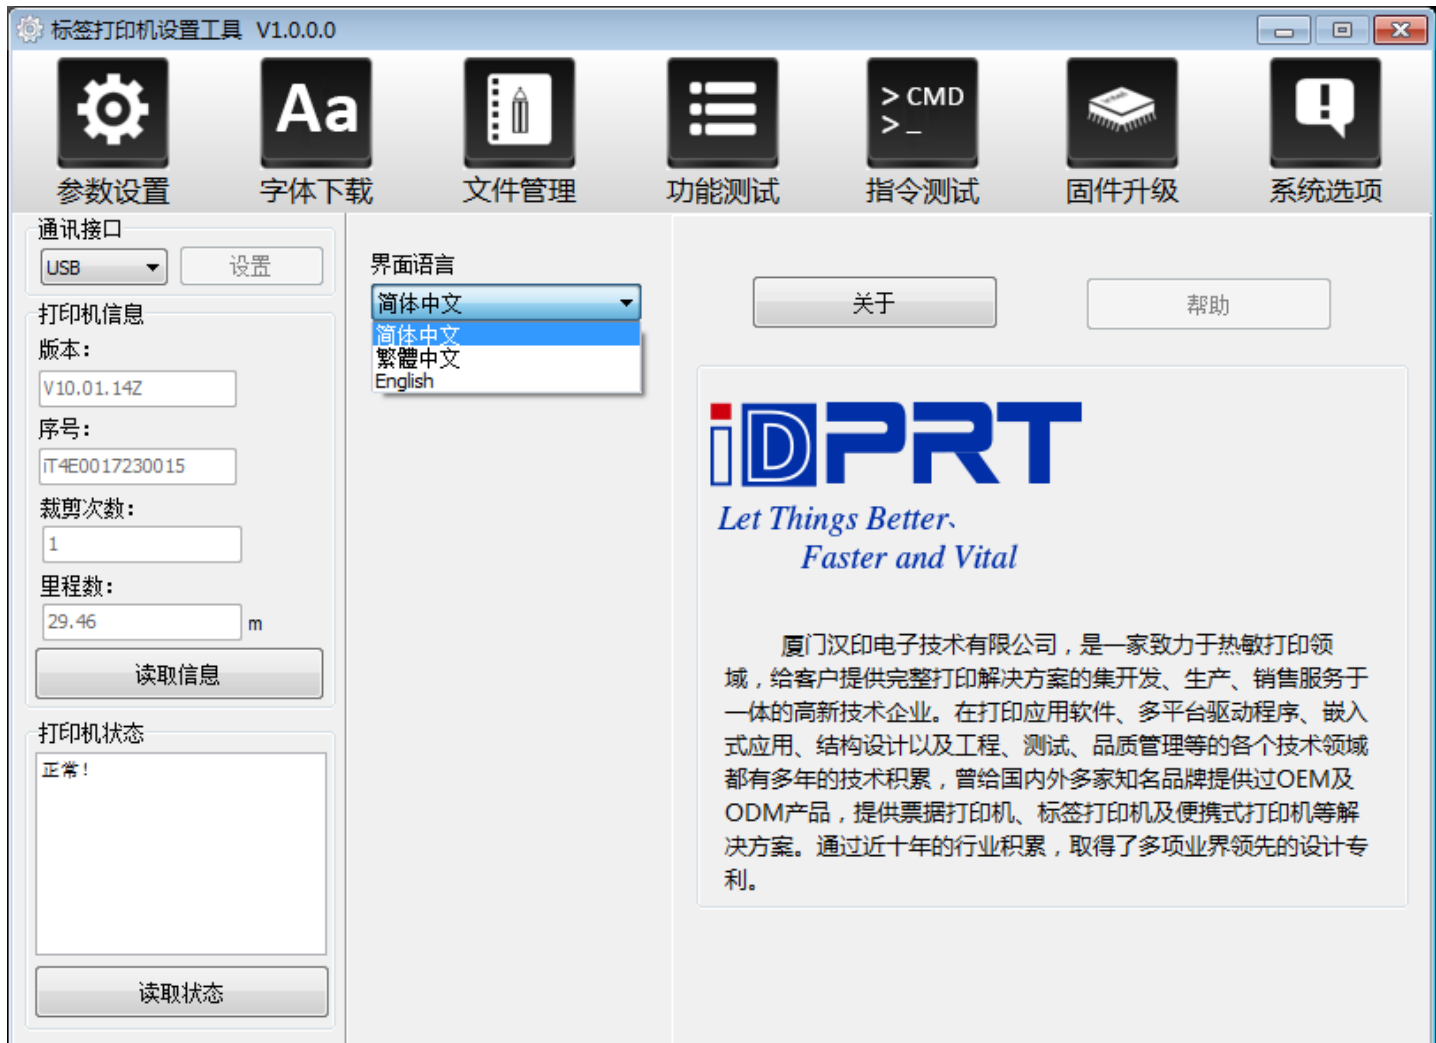 标签打印机设置工具 V1.0.0.0
Aa
> CMD
> _
参数设置
字体下载
文件管理
功能测试
指令测试
固件升级
系统选项
通讯接口
USB
设置
打印机信息
版本:
V10.01.14Z
序号:
iT4E0017230015
裁剪次数:
1
里程数:
29.46 m
读取信息
打印机状态
正常!
读取状态
界面语言
简体中文
简体中文
繁體中文
English
关于
帮助
iDPRT
Let Things Better、
Faster and Vital
厦门汉印电子技术有限公司，是一家致力于热敏打印领
域，给客户提供完整打印解决方案的集开发、生产、销售服务于
一体的高新技术企业。在打印应用软件、多平台驱动程序、嵌入
式应用、结构设计以及工程、测试、品质管理等的各个技术领域
都有多年的技术积累，曾给国内外多家知名品牌提供过OEM及
ODM产品，提供票据打印机、标签打印机及便携式打印机等解
决方案。通过近十年的行业积累，取得了多项业界领先的设计专
利。